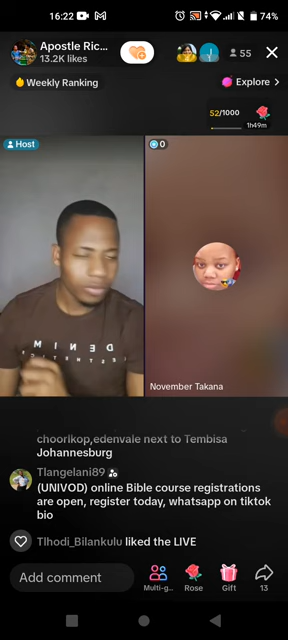 16:22
74%
Apostle Ric...
13.2K likes
55
Weekly Ranking
Explore >
52/1000
1h49m
Host
0
November Takana
choorlkop,edenvale next to Tembisa
Johannesburg
Tlangelani89
(UNIVOD) online Bible course registrations
are open, register today, whatsapp on tiktok
bio
Tlhodi_Bilankulu liked the LIVE
Add comment
Multi-g...
Rose
Gift
13